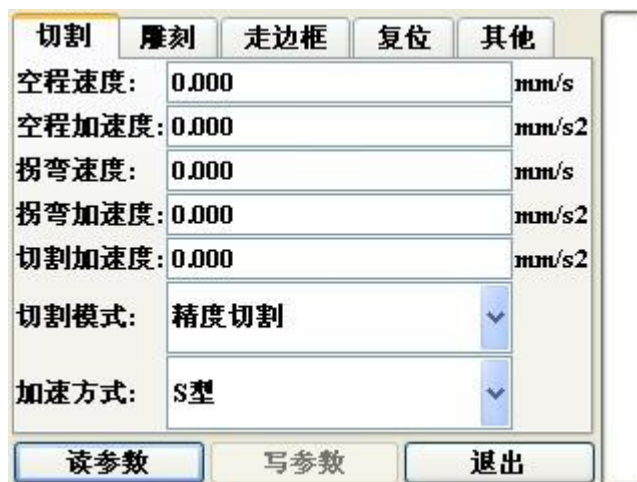 切割 雕刻 走边框 复位 其他
空程速度: 0.000 mm/s
空程加速度: 0.000 mm/s2
拐弯速度: 0.000 mm/s
拐弯加速度: 0.000 mm/s2
切割加速度: 0.000 mm/s2
切割模式: 精度切割
加速方式: S型
读参数 写参数 退出